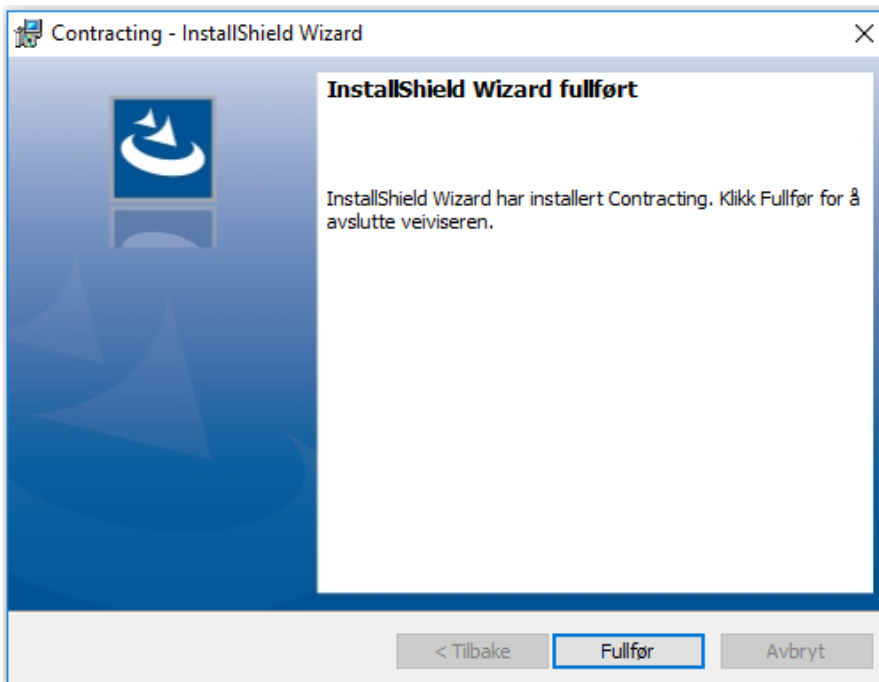 Contracting - InstallShield Wizard
InstallShield Wizard fullført
InstallShield Wizard har installert Contracting. Klikk Fullfør for å
avslutte veiviseren.
< Tilbake
Fullfør
Avbryt